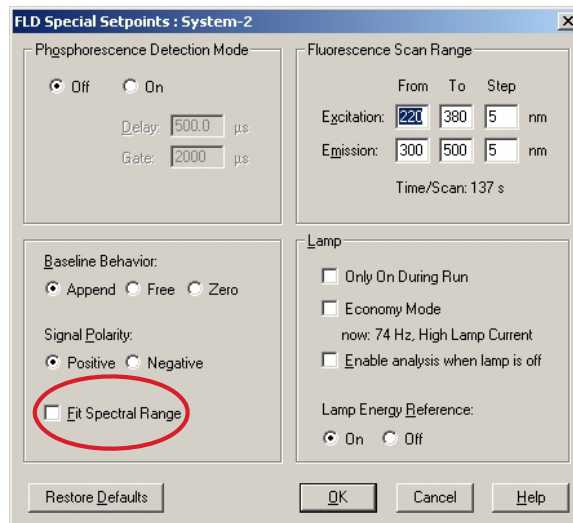 FLD Special Setpoints : System-2
Phosphorescence Detection Mode
Off On
Delay: 500.0 µs
Gate: 2000 µs
Fluorescence Scan Range
From To Step
Excitation: 220 380 5 nm
Emission: 300 500 5 nm
Time/Scan: 137 s
Baseline Behavior:
Append Free Zero
Signal Polarity:
Positive Negative
Fit Spectral Range
Lamp
Only On During Run
Economy Mode
now: 74 Hz, High Lamp Current
Enable analysis when lamp is off
Lamp Energy Reference:
On Off
Restore Defaults OK Cancel Help